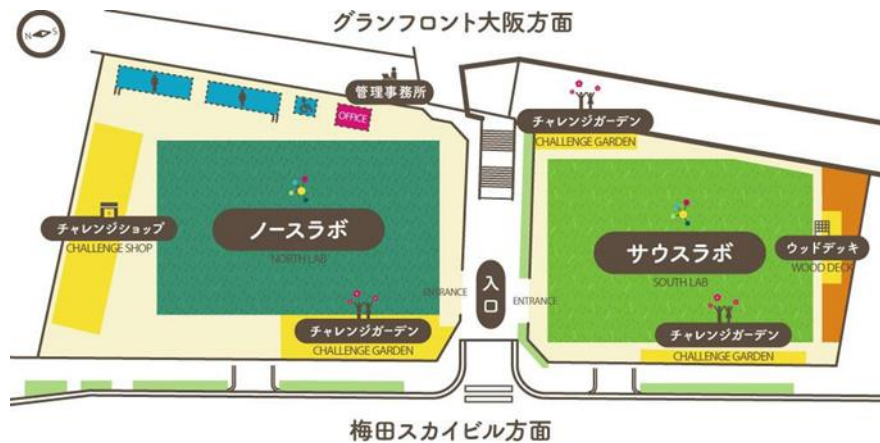 グランフロント大阪方面
N S
管理事務所
OFFICE
チャレンジガーデン
CHALLENGE GARDEN
チャレンジショップ
CHALLENGE SHOP
ノースラボ
NORTH LAB
サウスラボ
SOUTH LAB
ウッドデッキ
WOOD DECK
入口
ENTRANCE
ENTRANCE
チャレンジガーデン
CHALLENGE GARDEN
チャレンジガーデン
CHALLENGE GARDEN
梅田スカイビル方面